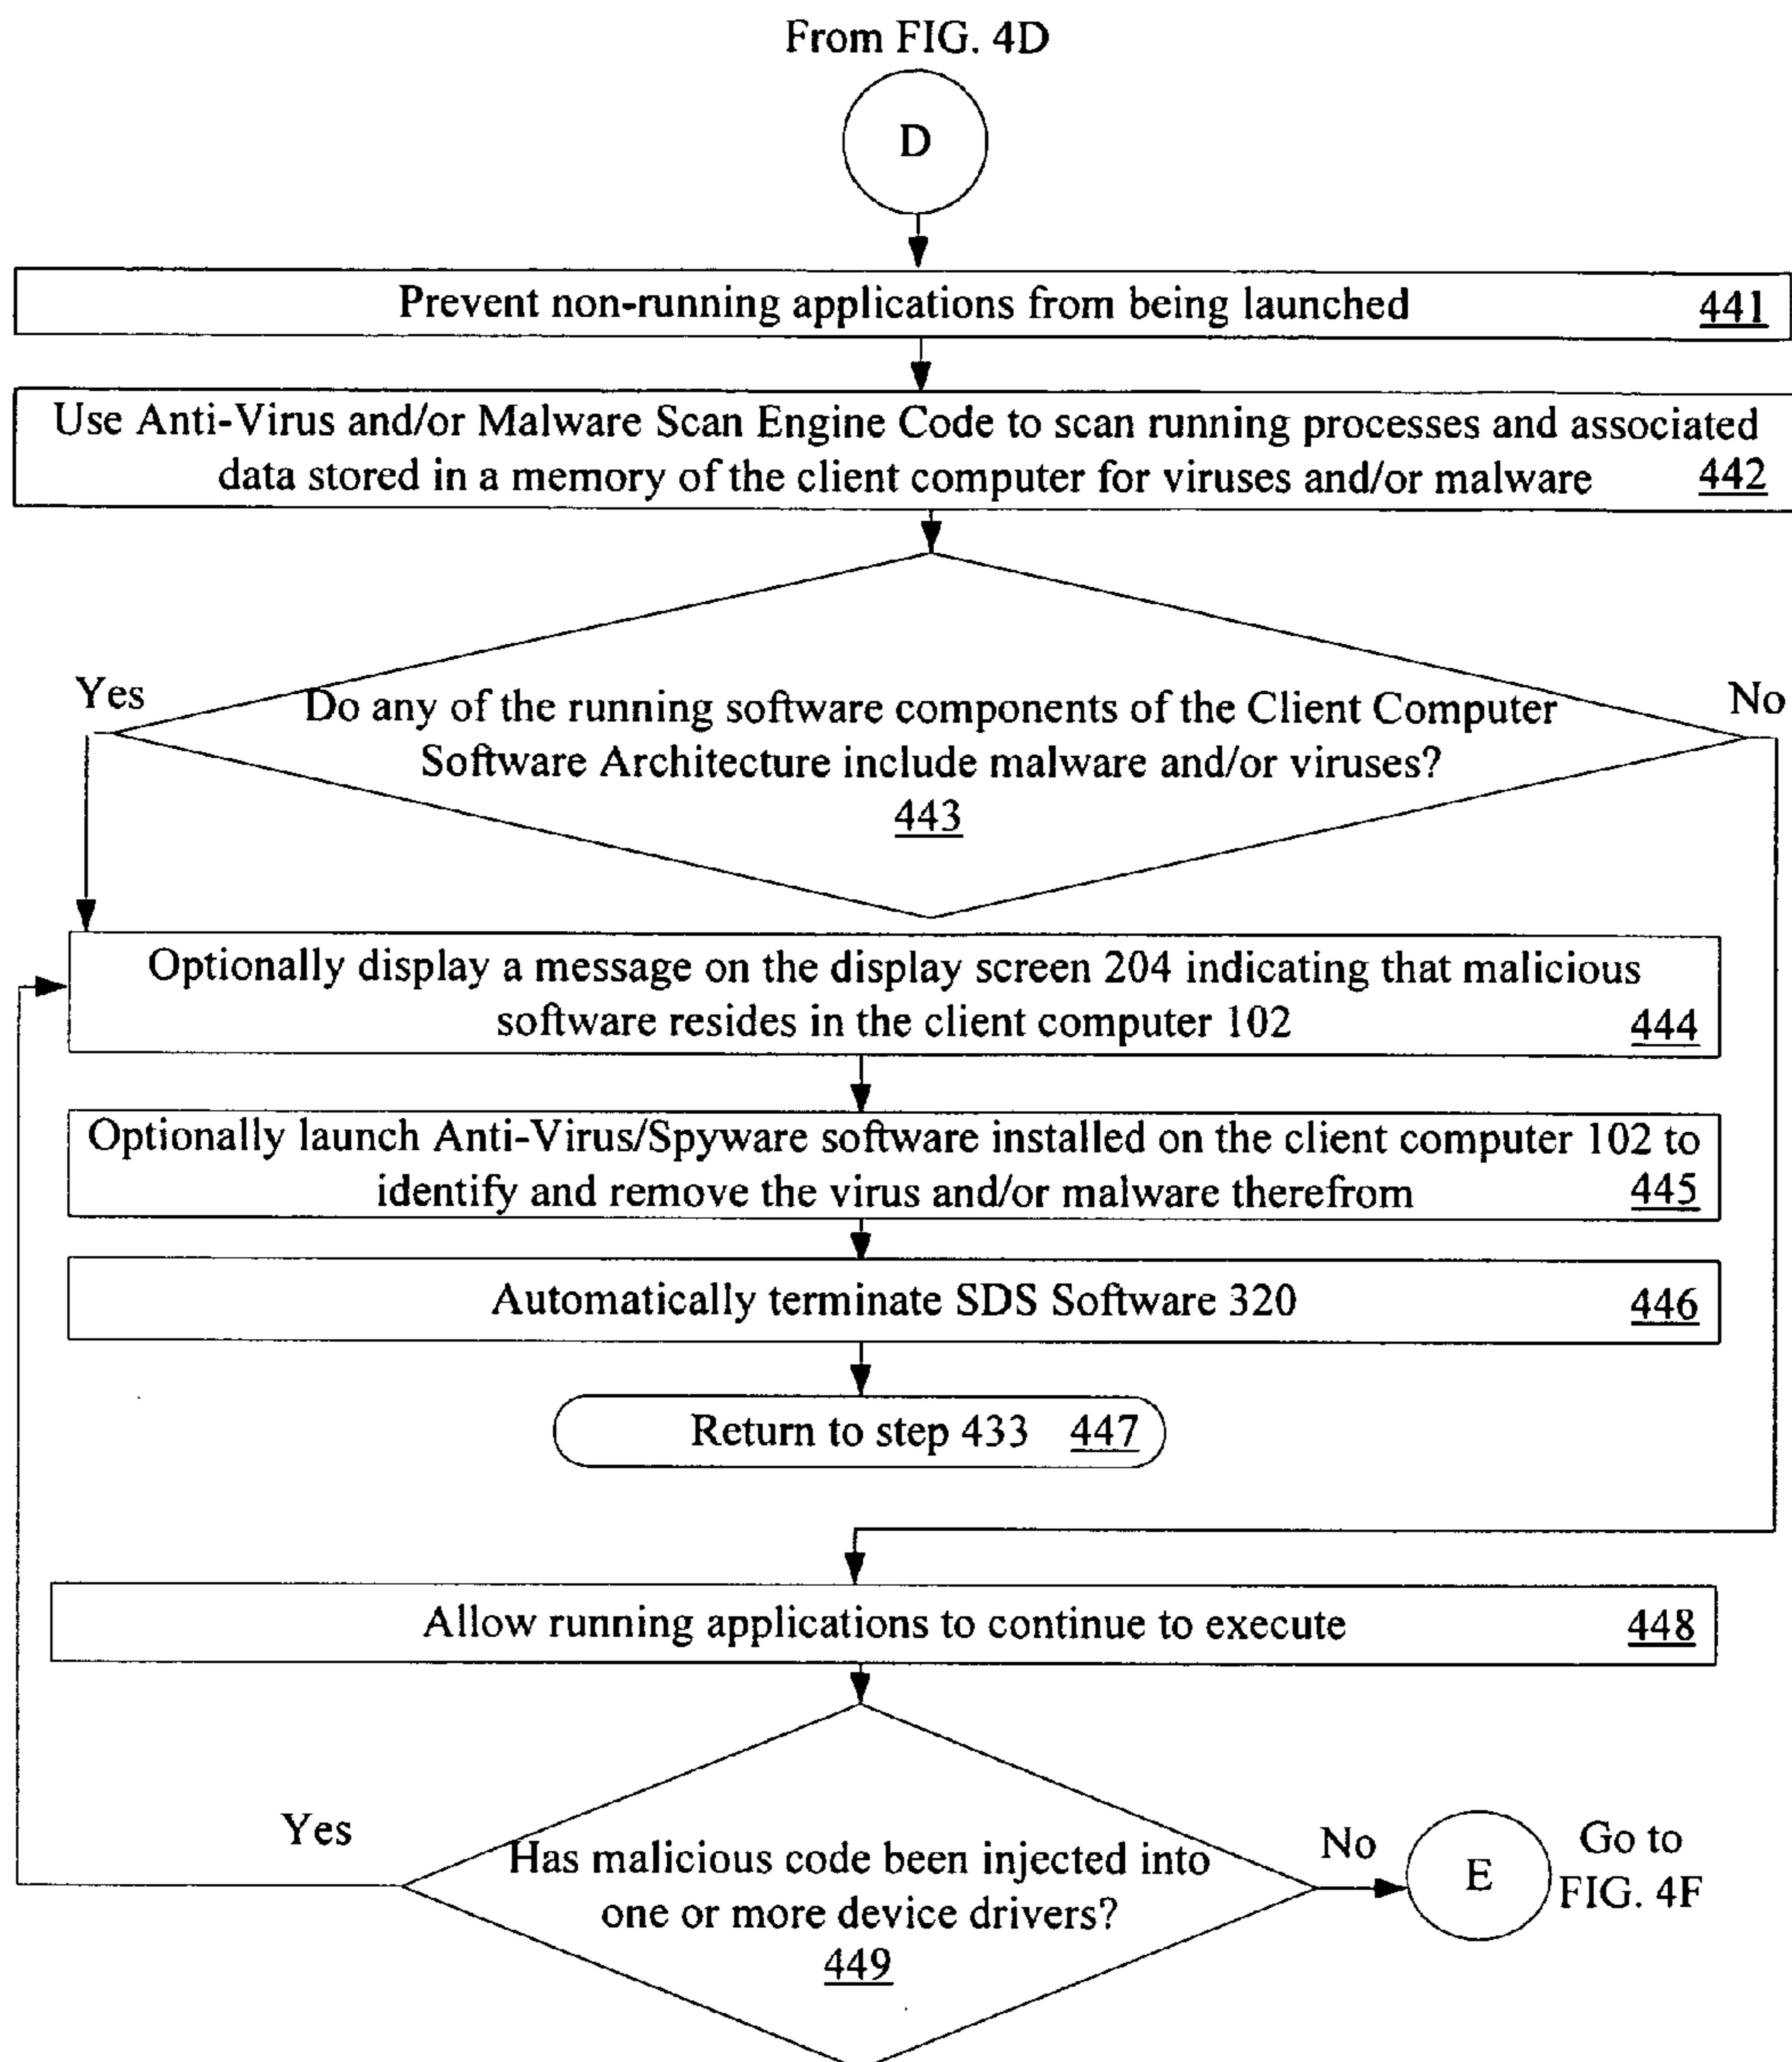 From FIG. 4D
D
Prevent non-running applications from being launched 441
Use Anti-Virus and/or Malware Scan Engine Code to scan running processes and associated
data stored in a memory of the client computer for viruses and/or malware 442
Yes
No
Do any of the running software components of the Client Computer
Software Architecture include malware and/or viruses?
443
Optionally display a message on the display screen 204 indicating that malicious
software resides in the client computer 102 444
Optionally launch Anti-Virus/Spyware software installed on the client computer 102 to
identify and remove the virus and/or malware therefrom 445
Automatically terminate SDS Software 320 446
Return to step 433 447
Allow running applications to continue to execute 448
Yes
Has malicious code been injected into
one or more device drivers?
449
No
E
Go to
FIG. 4F